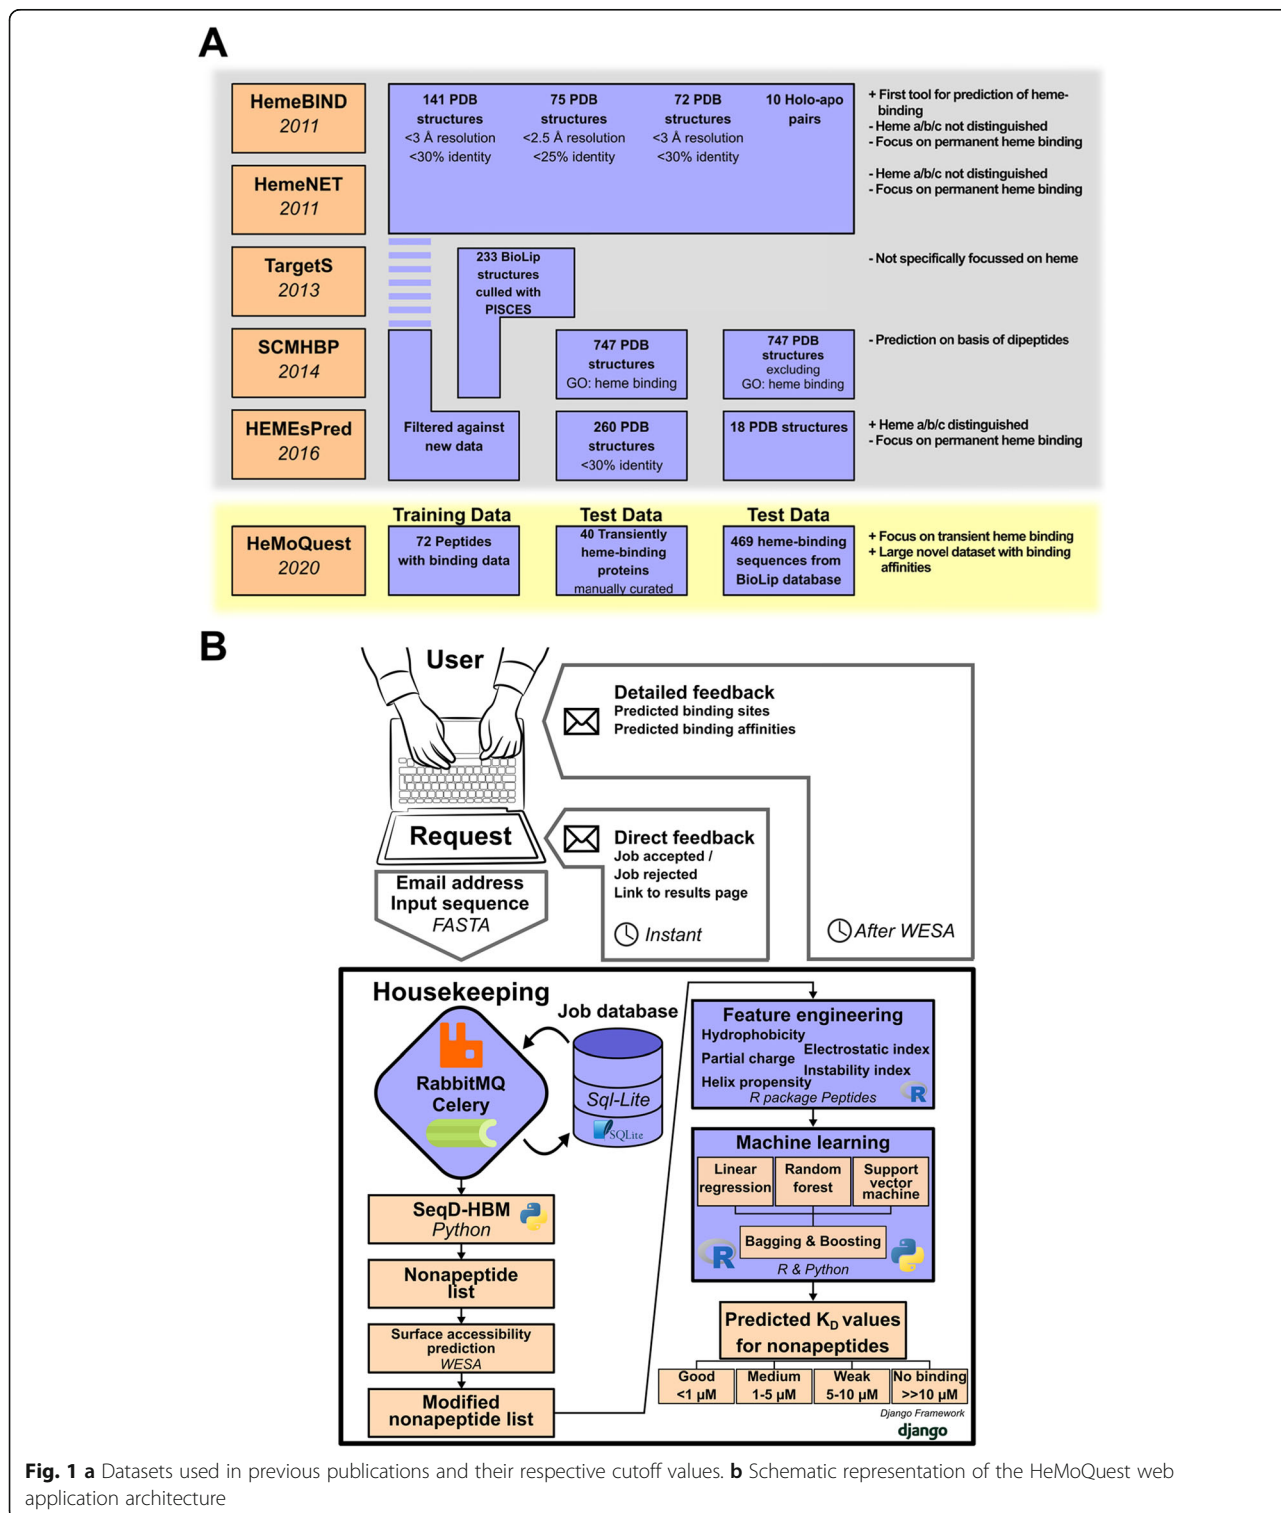 A
HemeBIND
2011
141 PDB
structures
<3 Å resolution
<30% identity
75 PDB
structures
<2.5 Å resolution
<25% identity
72 PDB
structures
<3 Å resolution
<30% identity
10 Holo-apo
pairs
+ First tool for prediction of heme-
binding
- Heme a/b/c not distinguished
- Focus on permanent heme binding
HemeNET
2011
- Heme a/b/c not distinguished
- Focus on permanent heme binding
TargetS
2013
233 BioLip
structures
culled with
PISCES
- Not specifically focussed on heme
SCMHBP
2014
747 PDB
structures
GO: heme binding
747 PDB
structures
excluding
GO: heme binding
- Prediction on basis of dipeptides
HEMEsPred
2016
Filtered against
new data
260 PDB
structures
<30% identity
18 PDB structures
+ Heme a/b/c distinguished
- Focus on permanent heme binding
Training Data
Test Data
Test Data
HeMoQuest
2020
72 Peptides
with binding data
40 Transiently
heme-binding
proteins
manually curated
469 heme-binding
sequences from
BioLip database
+ Focus on transient heme binding
+ Large novel dataset with binding
affinities
B
User
Detailed feedback
Predicted binding sites
Predicted binding affinities
Request
Direct feedback
Job accepted /
Job rejected
Link to results page
Instant
After WESA
Email address
Input sequence
FASTA
Housekeeping
Job database
RabbitMQ
Celery
Sql-Lite
SQLite
SeqD-HBM
Python
Nonapeptide
list
Surface accessibility
prediction
WESA
Modified
nonapeptide list
Feature engineering
Hydrophobicity
Electrostatic index
Partial charge
Instability index
Helix propensity
R package Peptides
R
Machine learning
Linear
regression
Random
forest
Support
vector
machine
Bagging & Boosting
R
R & Python
Predicted K_D values
for nonapeptides
Good
<1 µM
Medium
1-5 µM
Weak
5-10 µM
No binding
>>10 µM
Django Framework
django
Fig. 1 a Datasets used in previous publications and their respective cutoff values. b Schematic representation of the HeMoQuest web
application architecture